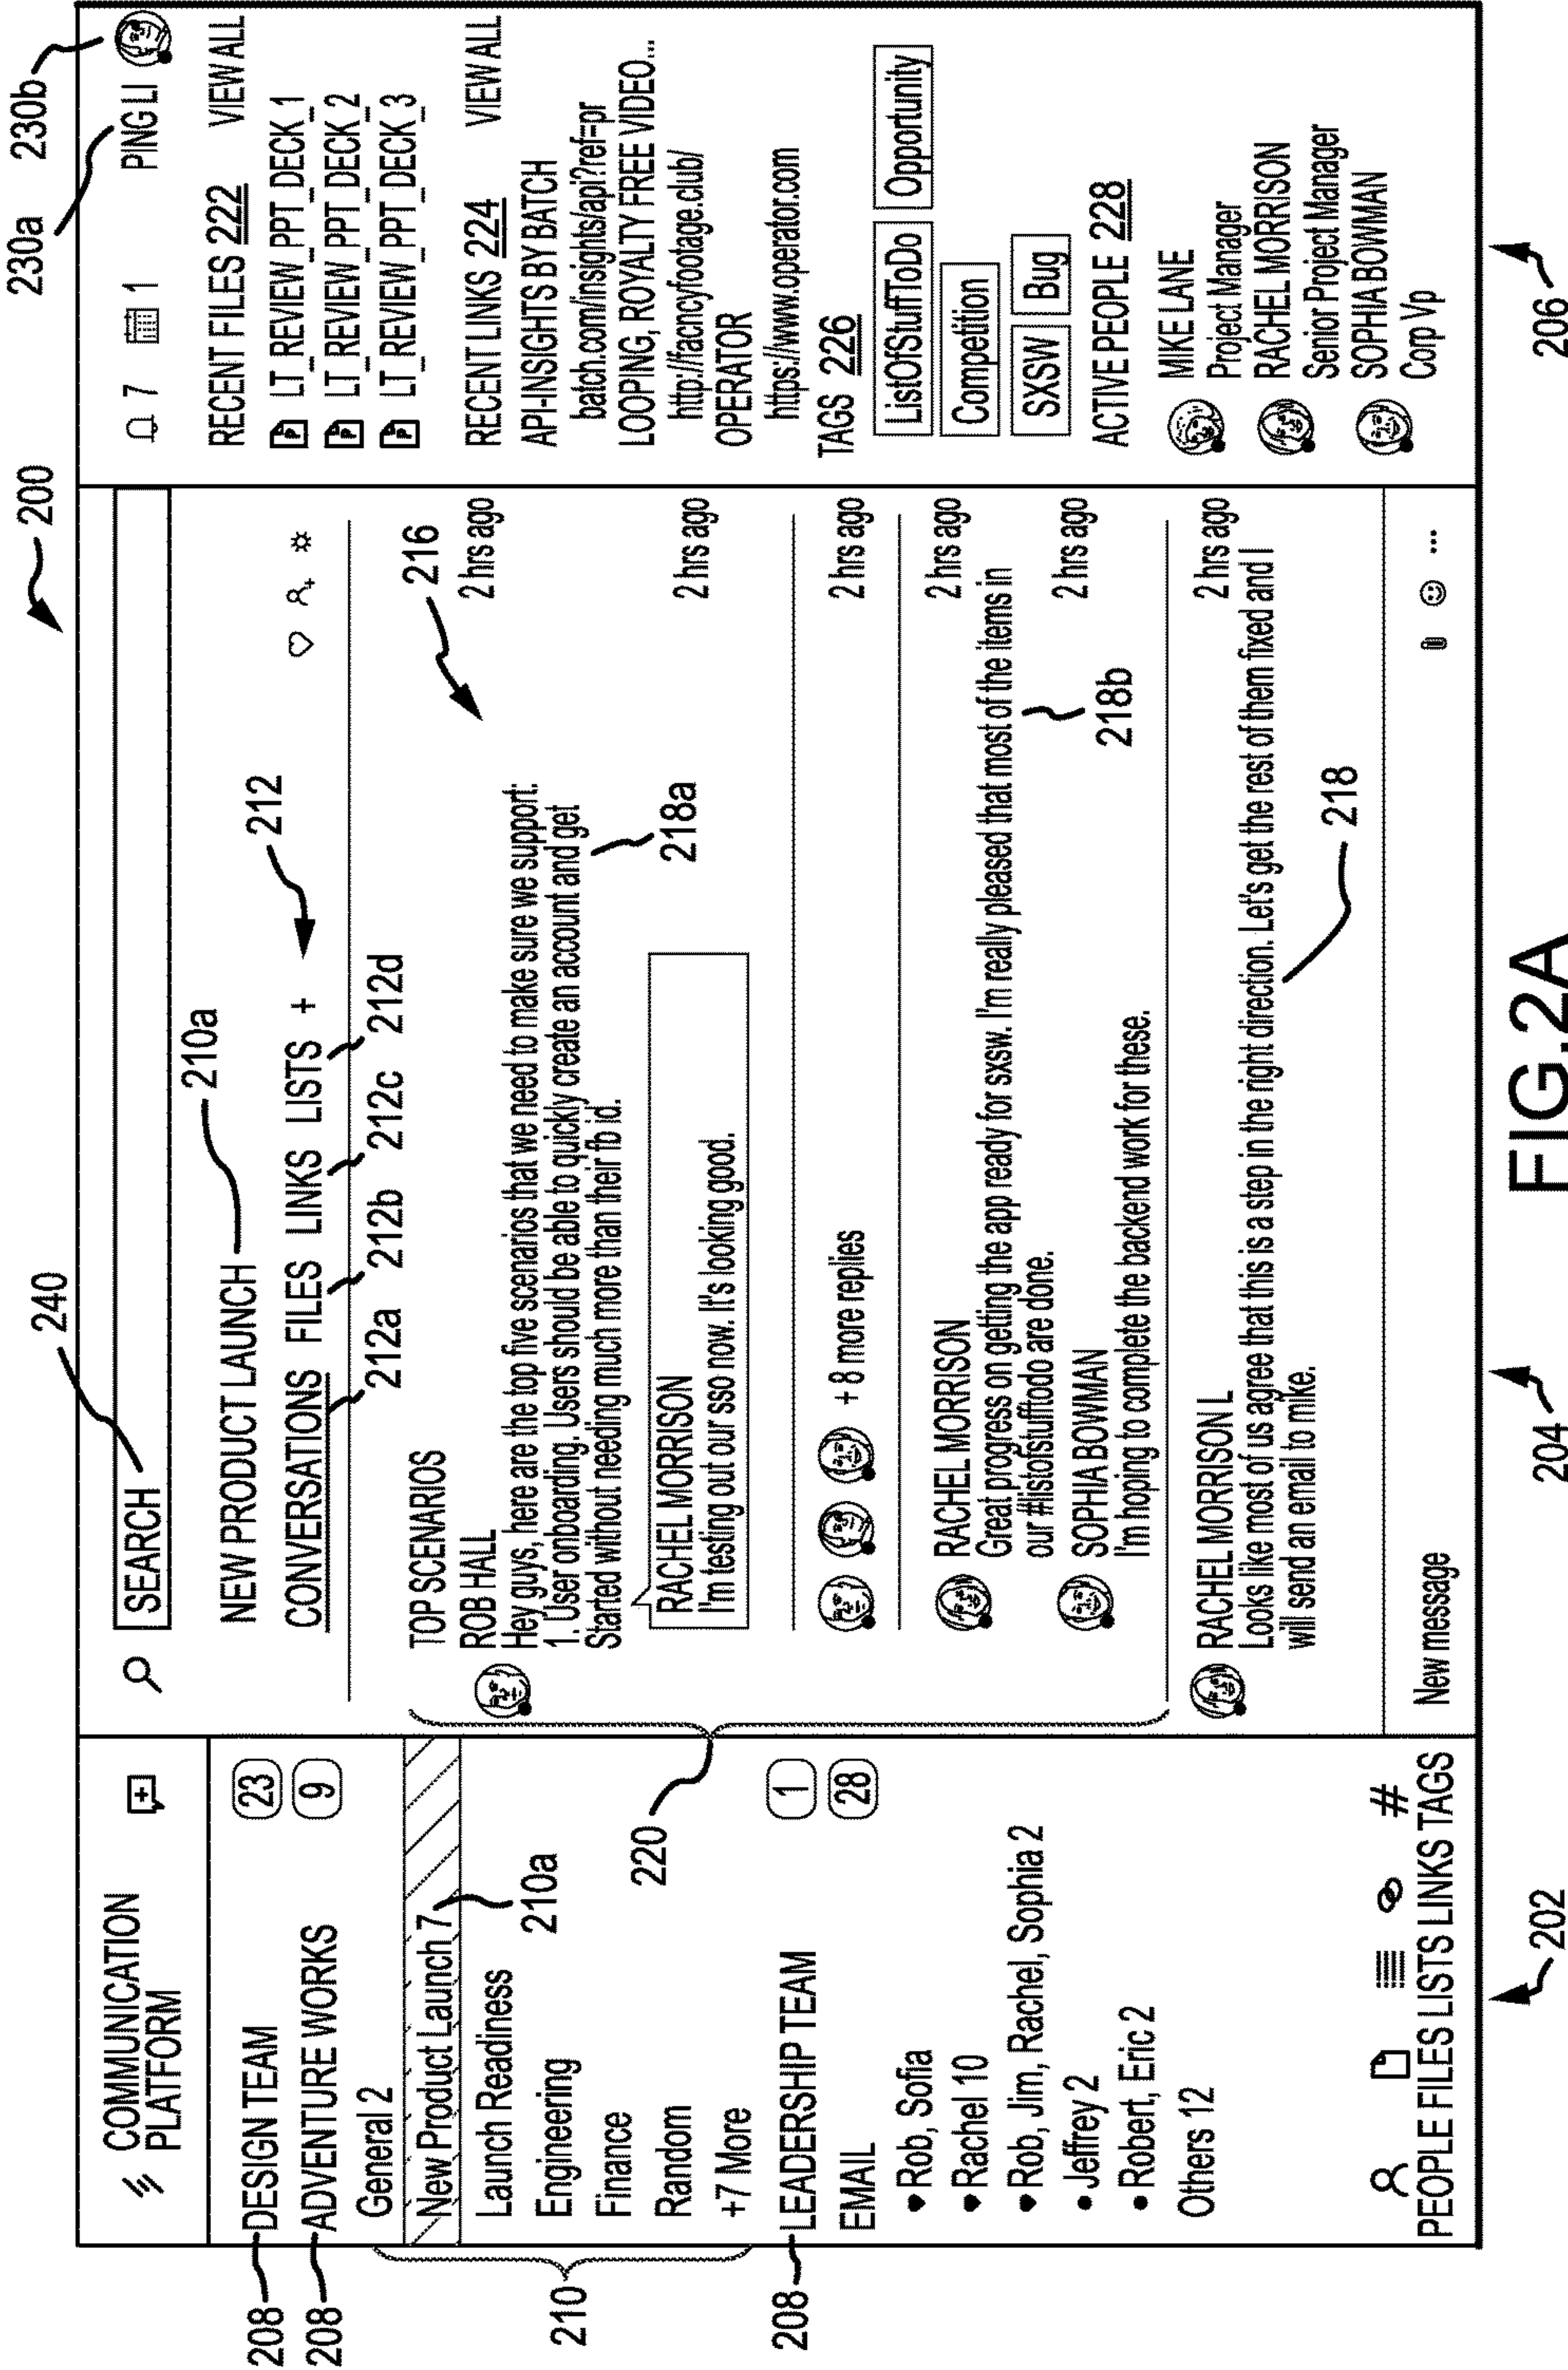 200
COMMUNICATION
PLATFORM
208 DESIGN TEAM 23
208 ADVENTURE WORKS 9
General 2
210
New Product Launch 7
210a
Launch Readiness
Engineering
Finance
Random
+7 More
208 LEADERSHIP TEAM 1
EMAIL 28
Rob, Sofia
Rachel 10
Rob, Jim, Rachel, Sophia 2
Jeffrey 2
Robert, Eric 2
Others 12
#
PEOPLE FILES LISTS LINKS TAGS
202
240
SEARCH
NEW PRODUCT LAUNCH 210a
CONVERSATIONS FILES LINKS LISTS + 212
212a 212b 212c 212d
216
220
TOP SCENARIOS
ROB HALL 2 hrs ago
Hey guys, here are the top five scenarios that we need to make sure we support:
1. User onboarding. Users should be able to quickly create an account and get
Started without needing much more than their fb id.
218a
RACHEL MORRISON 2 hrs ago
I'm testing out our sso now. It's looking good.
+ 8 more replies 2 hrs ago
RACHEL MORRISON 2 hrs ago
Great progress on getting the app ready for sxsw. I'm really pleased that most of the items in
our #listofstufftodo are done.
218b
SOPHIA BOWMAN 2 hrs ago
I'm hoping to complete the backend work for these.
RACHEL MORRISON L 2 hrs ago
Looks like most of us agree that this is a step in the right direction. Let's get the rest of them fixed and I
will send an email to mike.
218
New message ...
204
230a 230b
7 1 PING LI
RECENT FILES 222 VIEW ALL
P LT_REVIEW_PPT_DECK_1
P LT_REVIEW_PPT_DECK_2
P LT_REVIEW_PPT_DECK_3
RECENT LINKS 224 VIEW ALL
API-INSIGHTS BY BATCH
batch.com/insights/api?ref=pr
LOOPING, ROYALTY FREE VIDEO...
http://facncyfootage.club/
OPERATOR
https://www.operator.com
TAGS 226
ListOfStuffToDo Opportunity
Competition
SXSW Bug
ACTIVE PEOPLE 228
MIKE LANE
Project Manager
RACHEL MORRISON
Senior Project Manager
SOPHIA BOWMAN
Corp Vp
206
FIG.2A